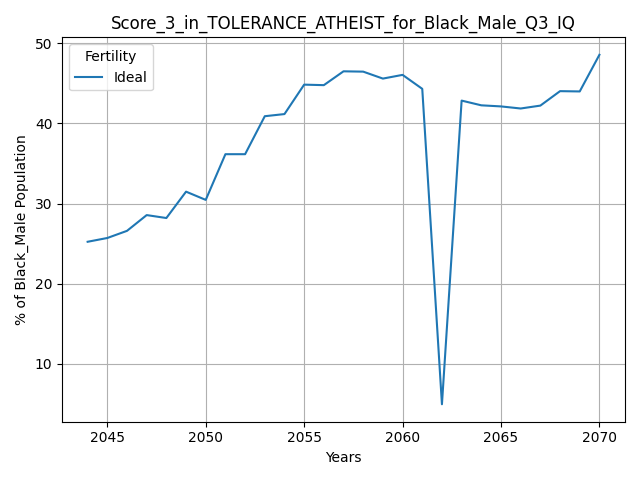 Score_3_in_TOLERANCE_ATHEIST_for_Black_Male_Q3_IQ
Fertility
Ideal
% of Black_Male Population
50
40
30
20
10
2045 2050 2055 2060 2065 2070
Years